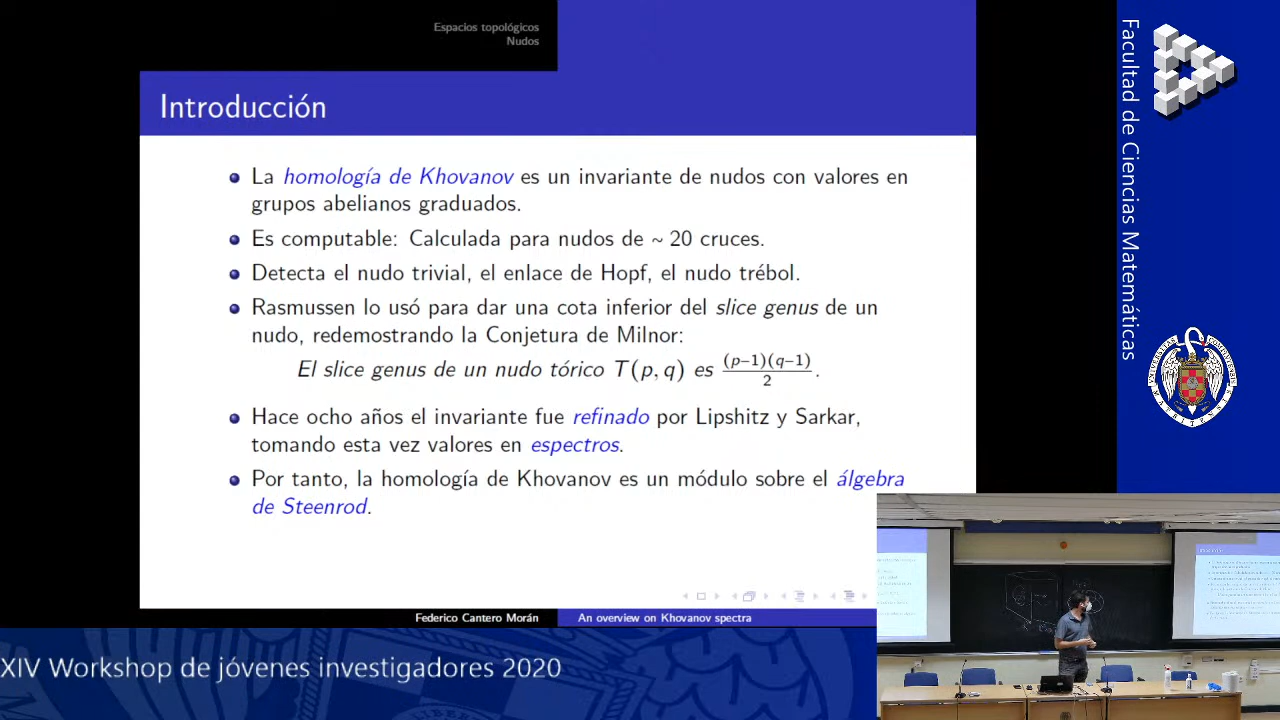 Espacios topológicos
Nudos
Introducción
La homología de Khovanov es un invariante de nudos con valores en
grupos abelianos graduados.
Es computable: Calculada para nudos de ~ 20 cruces.
Detecta el nudo trivial, el enlace de Hopf, el nudo trébol.
Rasmussen lo usó para dar una cota inferior del slice genus de un
nudo, redemostrando la Conjetura de Milnor:
El slice genus de un nudo tórico T(p, q) es (p−1)(q−1)/2.
Hace ocho años el invariante fue refinado por Lipshitz y Sarkar,
tomando esta vez valores en espectros.
Por tanto, la homología de Khovanov es un módulo sobre el álgebra
de Steenrod.
Federico Cantero Morán
An overview on Khovanov spectra
XIV Workshop de jóvenes investigadores 2020
Facultad de Ciencias Matemáticas